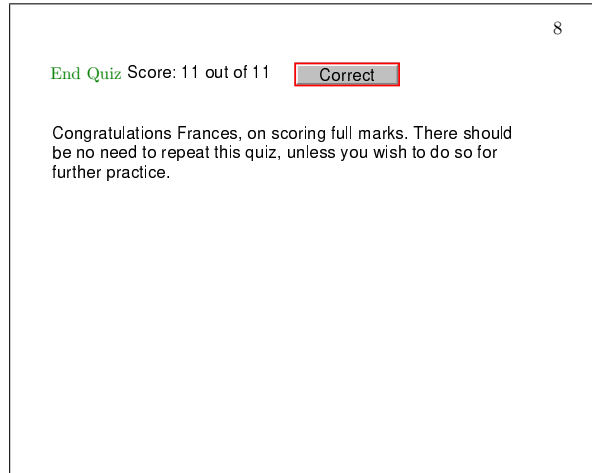 8
End Quiz Score: 11 out of 11 Correct
Congratulations Frances, on scoring full marks. There should
be no need to repeat this quiz, unless you wish to do so for
further practice.